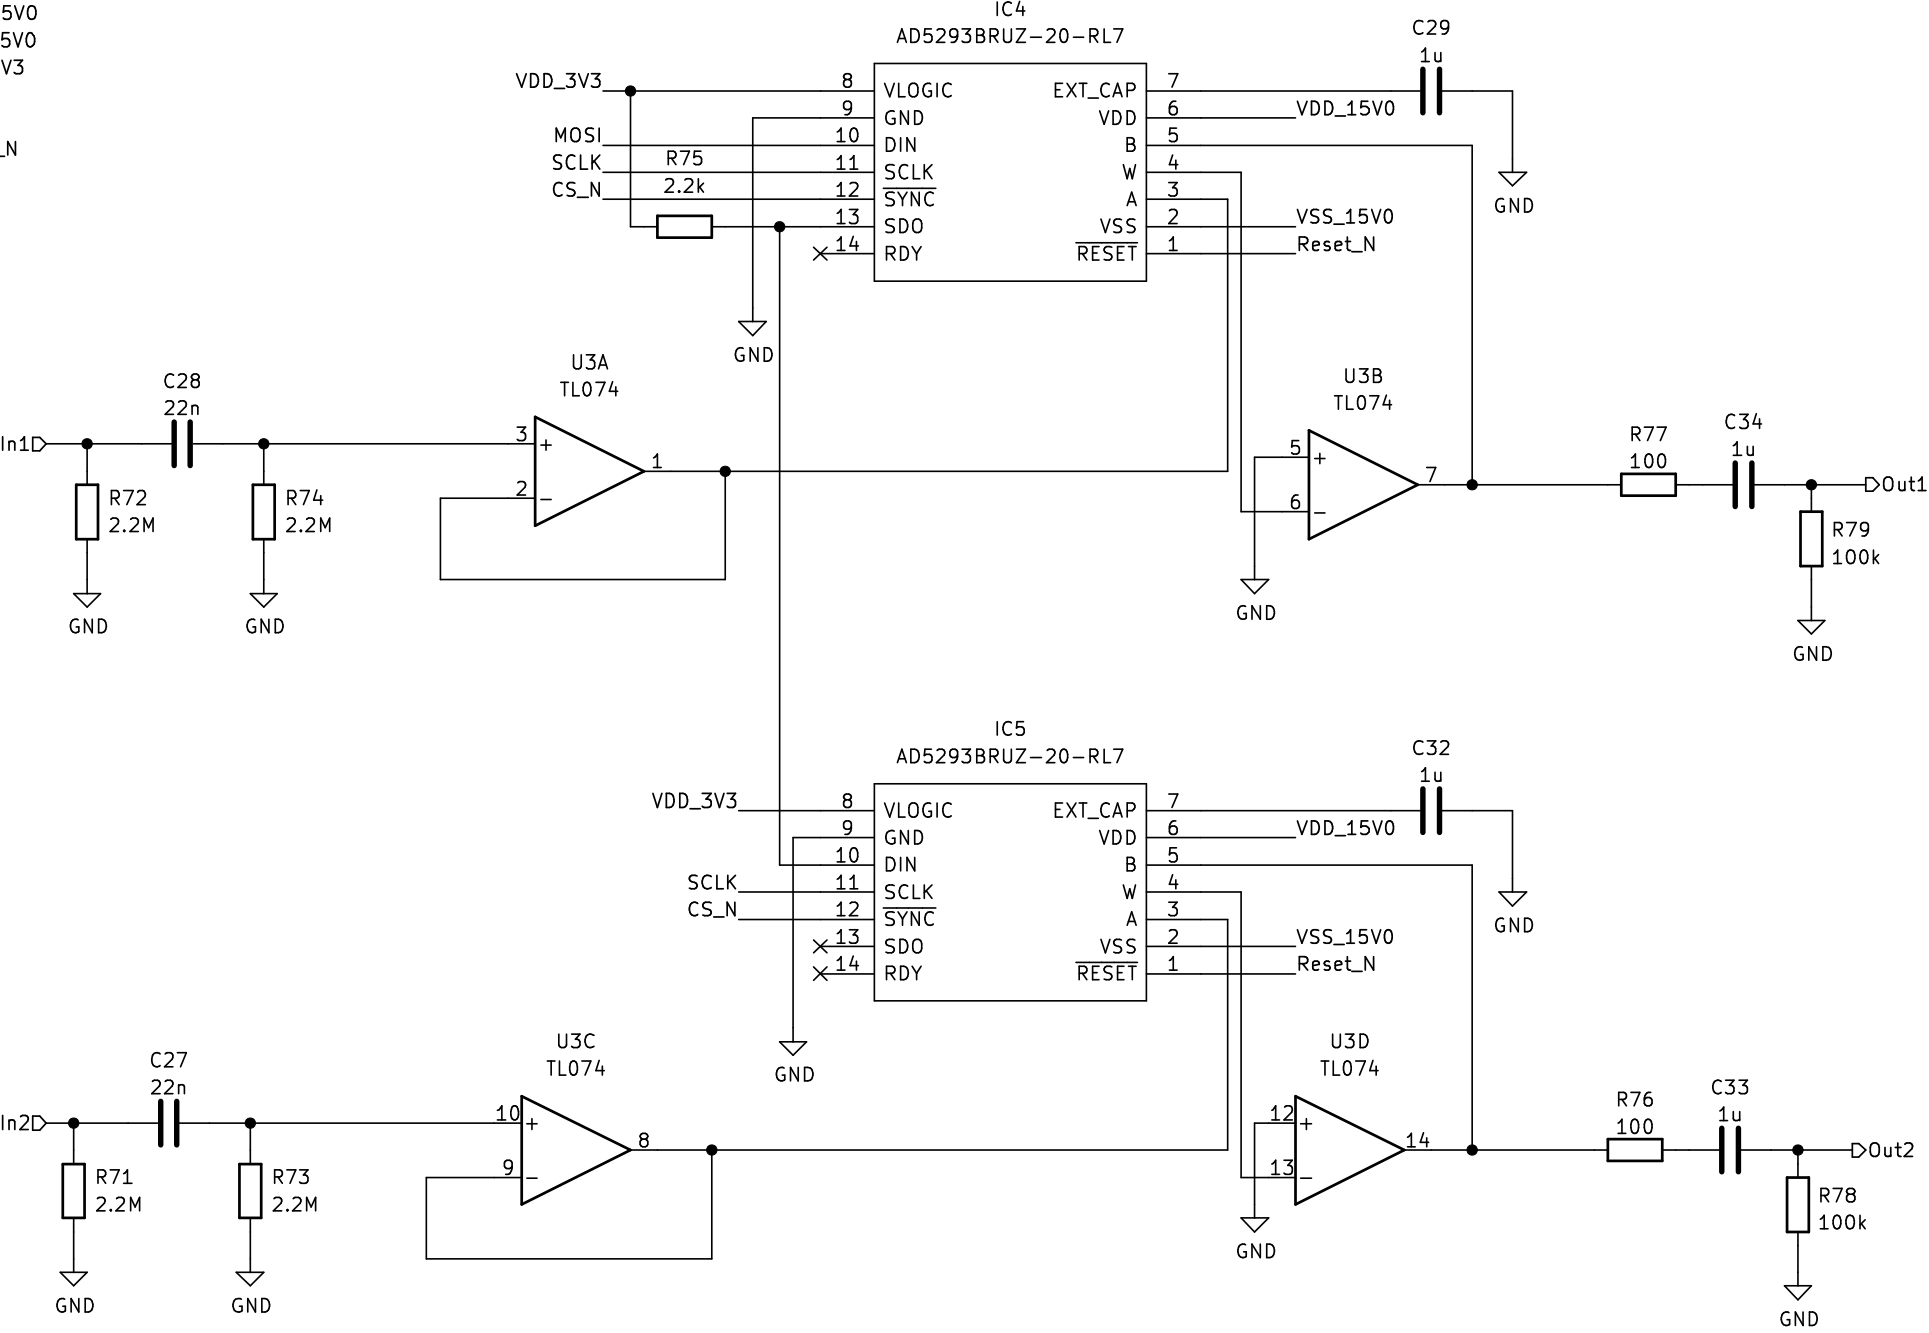 5V0
5V0
V3
_N
IC4
AD5293BRUZ-20-RL7
C29
1u
VDD_3V3
8
VLOGIC
EXT_CAP
7
9
GND
VDD
6
VDD_15V0
MOSI
10
DIN
B
5
SCLK
R75
11
SCLK
W
4
CS_N
2.2k
12
SYNC
A
3
13
SDO
VSS
2
VSS_15V0
14
RDY
RESET
1
Reset_N
GND
GND
U3A
TL074
U3B
TL074
C28
22n
In1
3
+
1
2
-
R72
2.2M
R74
2.2M
GND
GND
5
+
7
6
-
GND
R77
100
C34
1u
Out1
R79
100k
GND
IC5
AD5293BRUZ-20-RL7
C32
1u
VDD_3V3
8
VLOGIC
EXT_CAP
7
9
GND
VDD
6
VDD_15V0
10
DIN
B
5
SCLK
11
SCLK
W
4
CS_N
12
SYNC
A
3
13
SDO
VSS
2
VSS_15V0
14
RDY
RESET
1
Reset_N
GND
GND
U3C
TL074
U3D
TL074
C27
22n
In2
10
+
8
9
-
R71
2.2M
R73
2.2M
GND
GND
12
+
14
13
-
GND
R76
100
C33
1u
Out2
R78
100k
GND